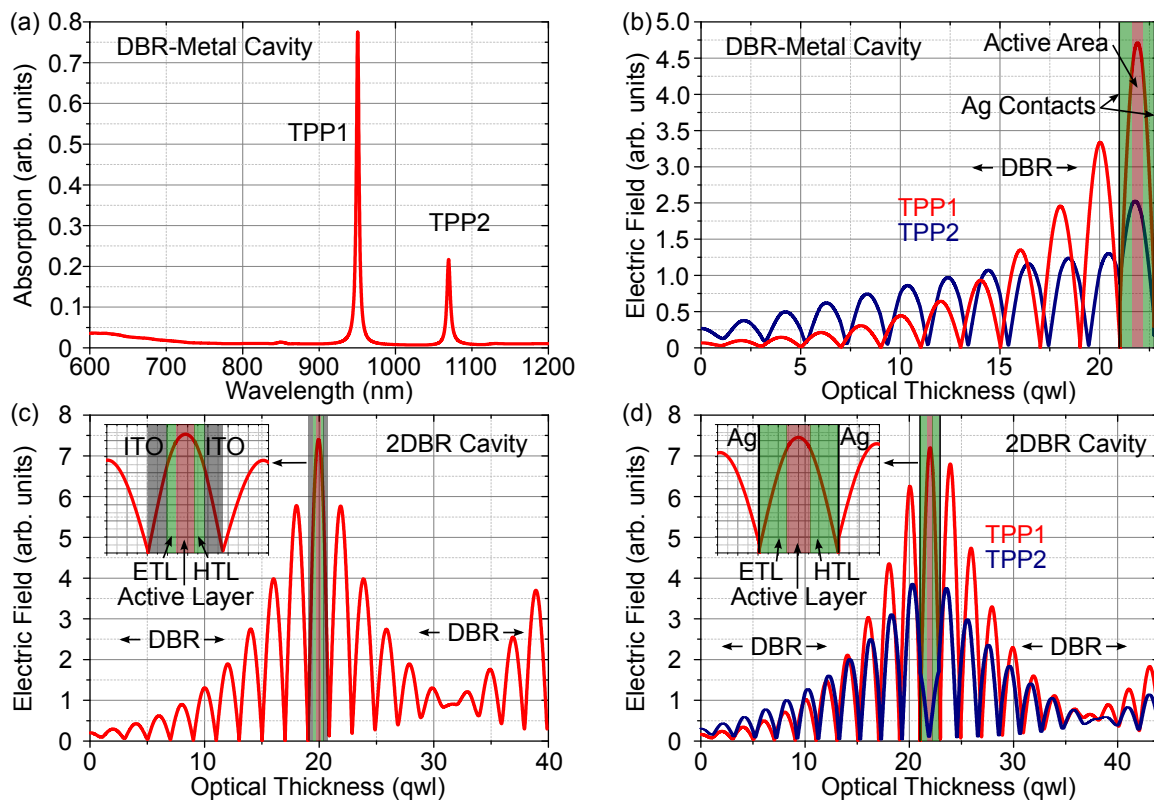 (a)
0.8
0.7
0.6
0.5
0.4
0.3
0.2
0.1
0
Absorption (arb. units)
DBR-Metal Cavity
TPP1
TPP2
600 700 800 900 1000 1100 1200
Wavelength (nm)
(b)
5.0
4.5
4.0
3.5
3.0
2.5
2.0
1.5
1.0
0.5
0
Electric Field (arb. units)
DBR-Metal Cavity
Active Area
Ag Contacts
DBR
TPP1
TPP2
0 5 10 15 20
Optical Thickness (qwl)
(c)
8
7
6
5
4
3
2
1
0
Electric Field (arb. units)
ITO ITO
2DBR Cavity
ETL HTL
Active Layer
DBR DBR
0 10 20 30 40
Optical Thickness (qwl)
(d)
8
7
6
5
4
3
2
1
0
Electric Field (arb. units)
Ag Ag
2DBR Cavity
TPP1
TPP2
ETL HTL
Active Layer
DBR DBR
0 10 20 30 40
Optical Thickness (qwl)